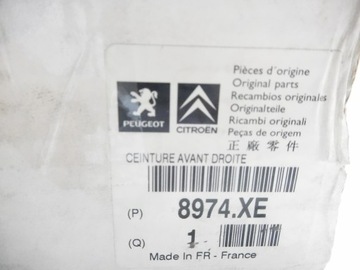 Pièces d'origine
Original parts
Recambios originales
Originalteile
Ricambi originali
Peças de origem
正廠零件
PEUGEOT
CITROËN
CEINTURE AVANT DROITE
(P) 8974.XE
(Q) 1
Made In FR - France